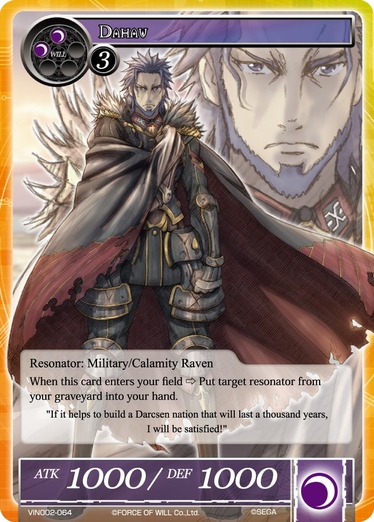 Dahaw
WILL
3
Resonator: Military/Calamity Raven
When this card enters your field ⇨ Put target resonator from
your graveyard into your hand.
"If it helps to build a Darcsen nation that will last a thousand years,
I will be satisfied!"
ATK 1000 / DEF 1000
VIN002-064 ©FORCE OF WILL Co.,Ltd. ©SEGA